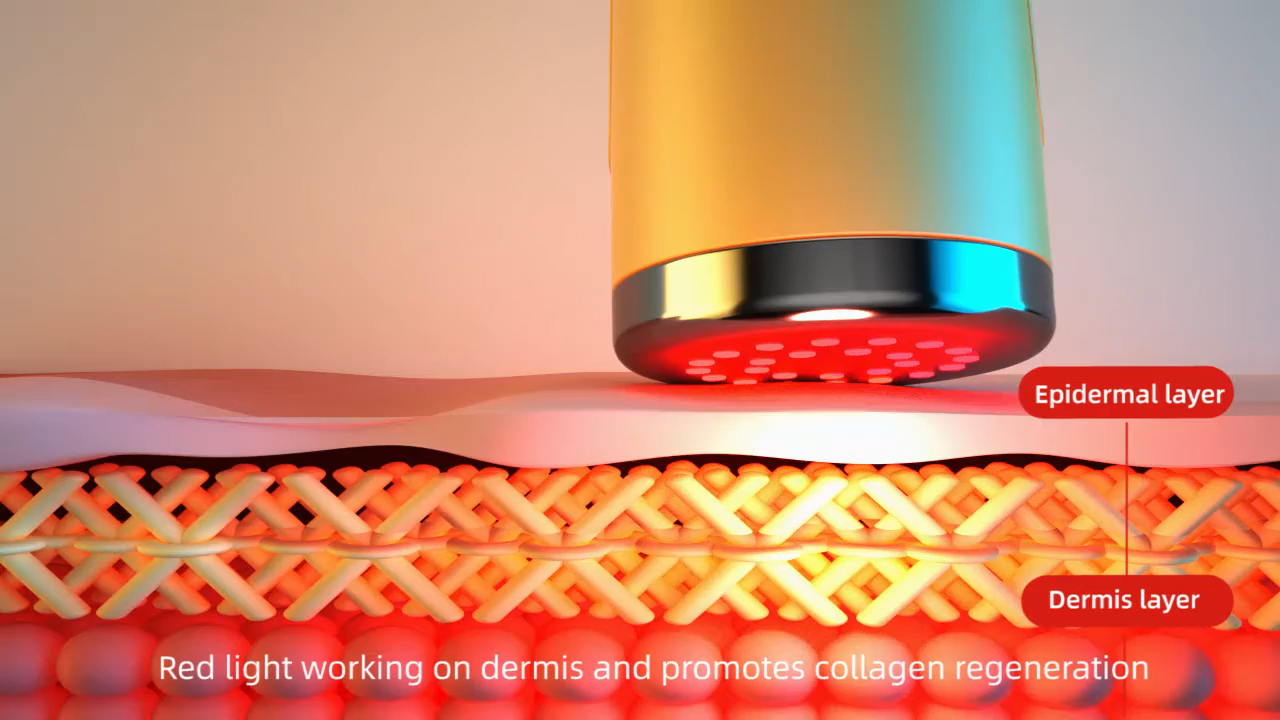 Epidermal layer
Dermis layer
Red light working on dermis and promotes collagen regeneration